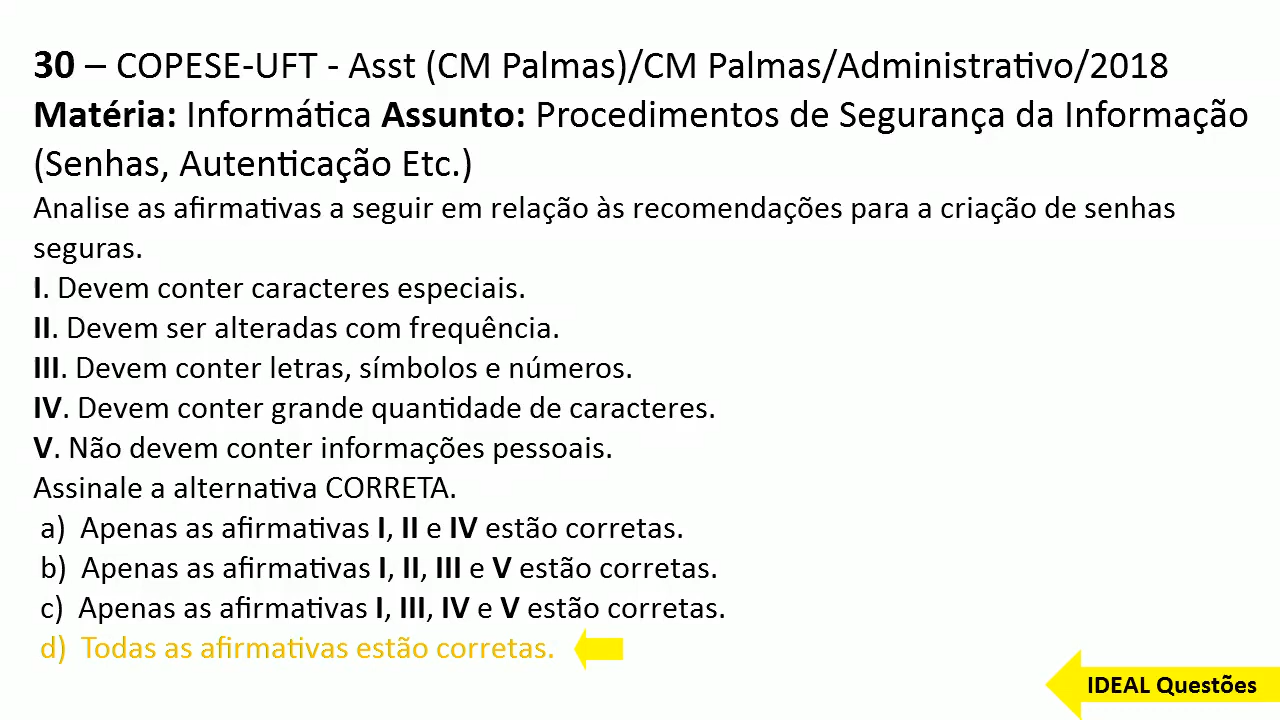 30 – COPESE-UFT - Asst (CM Palmas)/CM Palmas/Administrativo/2018
Matéria: Informática Assunto: Procedimentos de Segurança da Informação
(Senhas, Autenticação Etc.)
Analise as afirmativas a seguir em relação às recomendações para a criação de senhas
seguras.
I. Devem conter caracteres especiais.
II. Devem ser alteradas com frequência.
III. Devem conter letras, símbolos e números.
IV. Devem conter grande quantidade de caracteres.
V. Não devem conter informações pessoais.
Assinale a alternativa CORRETA.
a) Apenas as afirmativas I, II e IV estão corretas.
b) Apenas as afirmativas I, II, III e V estão corretas.
c) Apenas as afirmativas I, III, IV e V estão corretas.
d) Todas as afirmativas estão corretas.
IDEAL Questões